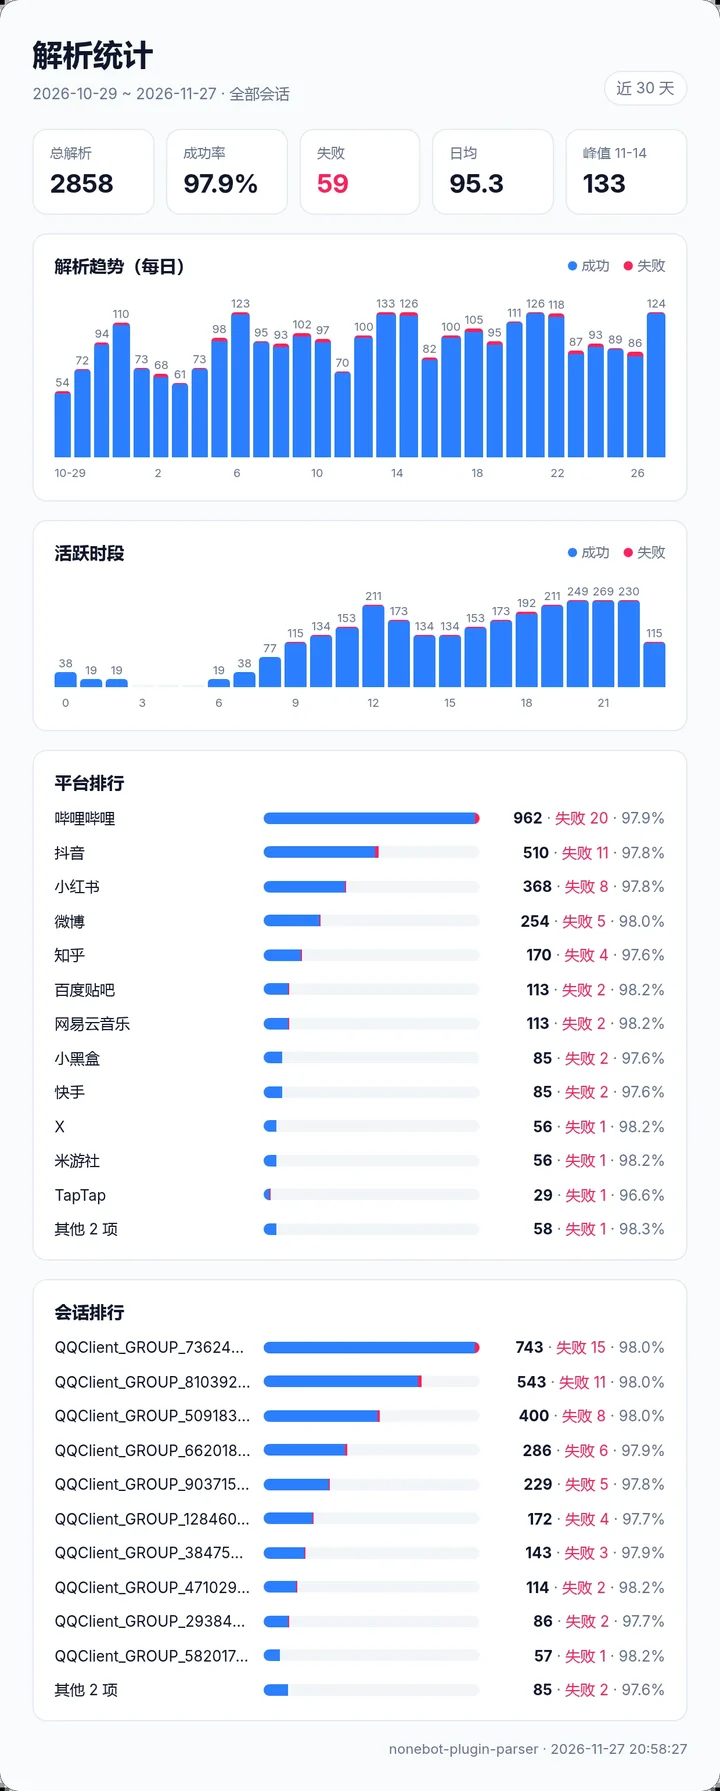 解析统计
2026-10-29 ~ 2026-11-27 · 全部会话
近 30 天
总解析
2858
成功率
97.9%
失败
59
日均
95.3
峰值 11-14
133
解析趋势（每日）
成功 失败
54 72 94 110 73 68 61 73 98 123 95 93 102 97 70 100 133 126 82 100 105 95 111 126 118 87 93 89 86 124
10-29 2 6 10 14 18 22 26
活跃时段
成功 失败
38 19 19 19 38 77 115 134 153 211 173 134 134 153 173 192 211 249 269 230 115
0 3 6 9 12 15 18 21
平台排行
哔哩哔哩 962 · 失败 20 · 97.9%
抖音 510 · 失败 11 · 97.8%
小红书 368 · 失败 8 · 97.8%
微博 254 · 失败 5 · 98.0%
知乎 170 · 失败 4 · 97.6%
百度贴吧 113 · 失败 2 · 98.2%
网易云音乐 113 · 失败 2 · 98.2%
小黑盒 85 · 失败 2 · 97.6%
快手 85 · 失败 2 · 97.6%
X 56 · 失败 1 · 98.2%
米游社 56 · 失败 1 · 98.2%
TapTap 29 · 失败 1 · 96.6%
其他 2 项 58 · 失败 1 · 98.3%
会话排行
QQClient_GROUP_73624... 743 · 失败 15 · 98.0%
QQClient_GROUP_810392... 543 · 失败 11 · 98.0%
QQClient_GROUP_509183... 400 · 失败 8 · 98.0%
QQClient_GROUP_662018... 286 · 失败 6 · 97.9%
QQClient_GROUP_903715... 229 · 失败 5 · 97.8%
QQClient_GROUP_128460... 172 · 失败 4 · 97.7%
QQClient_GROUP_38475... 143 · 失败 3 · 97.9%
QQClient_GROUP_471029... 114 · 失败 2 · 98.2%
QQClient_GROUP_29384... 86 · 失败 2 · 97.7%
QQClient_GROUP_582017... 57 · 失败 1 · 98.2%
其他 2 项 85 · 失败 2 · 97.6%
nonebot-plugin-parser · 2026-11-27 20:58:27